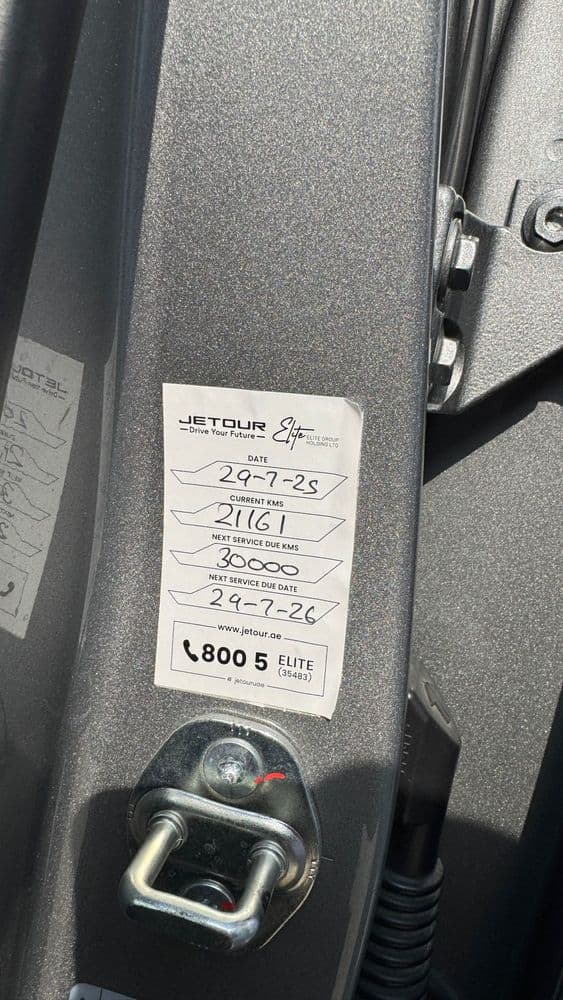 JETOUR
Drive Your Future
Elite
ELITE GROUP
HOLDING LTD
DATE
29-7-25
CURRENT KMS
21161
NEXT SERVICE DUE KMS
30000
NEXT SERVICE DUE DATE
29-7-26
www.jetour.ae
800 5 ELITE
(35483)
# jetouruae